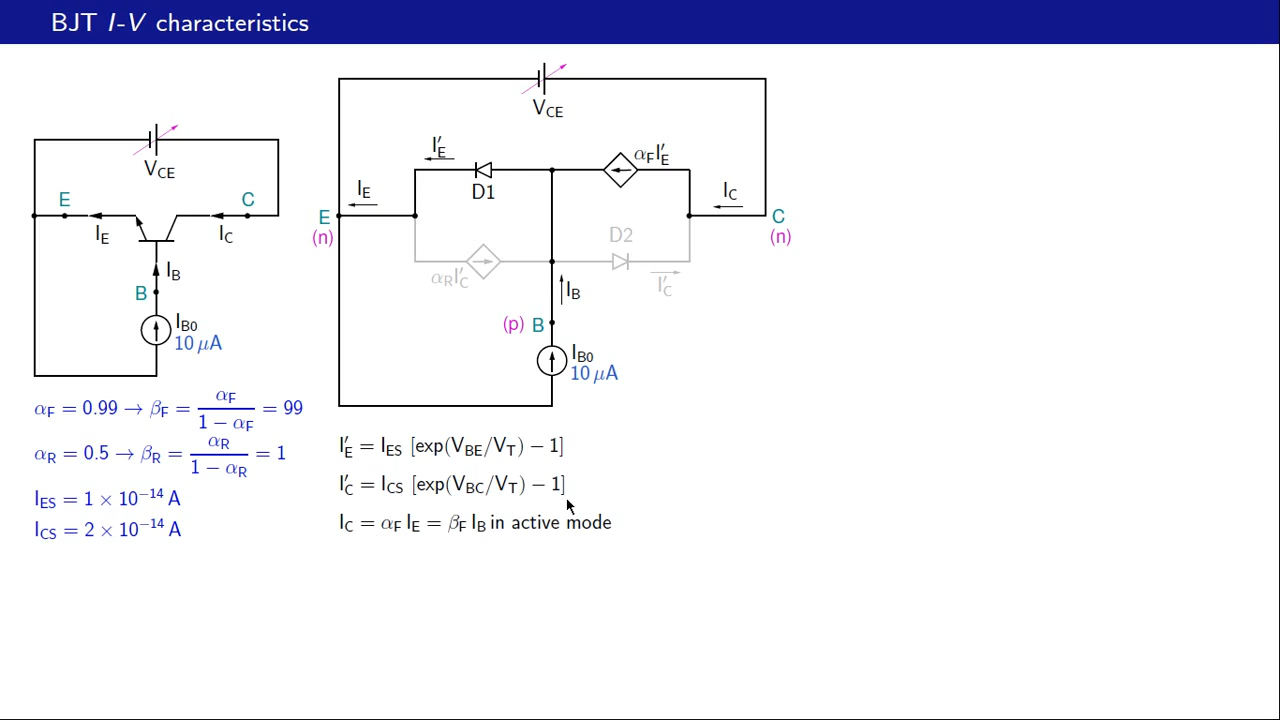 BJT I-V characteristics
V_CE
E
C
I_E
I_C
I_B
B
I_B0
10 μA
V_CE
I′_E
α_F I′_E
D1
I_E
I_C
E
C
(n)
(n)
D2
α_R I′_C
I′_C
I_B
(p) B
I_B0
10 μA
α_F = 0.99 → β_F = α_F / (1 − α_F) = 99
α_R = 0.5 → β_R = α_R / (1 − α_R) = 1
I_ES = 1 × 10^−14 A
I_CS = 2 × 10^−14 A
I′_E = I_ES [exp(V_BE/V_T) − 1]
I′_C = I_CS [exp(V_BC/V_T) − 1]
I_C = α_F I_E = β_F I_B in active mode